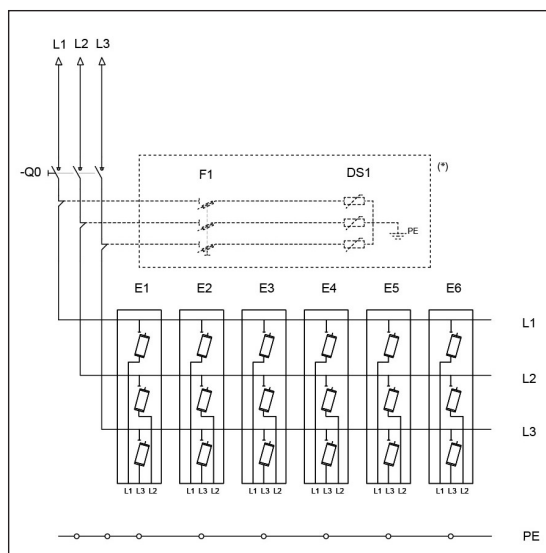 L1 L2 L3
-Q0
F1 DS1 (*)
PE
E1 E2 E3 E4 E5 E6
L1
L2
L3
L1 L3 L2 L1 L3 L2 L1 L3 L2 L1 L3 L2 L1 L3 L2 L1 L3 L2
PE